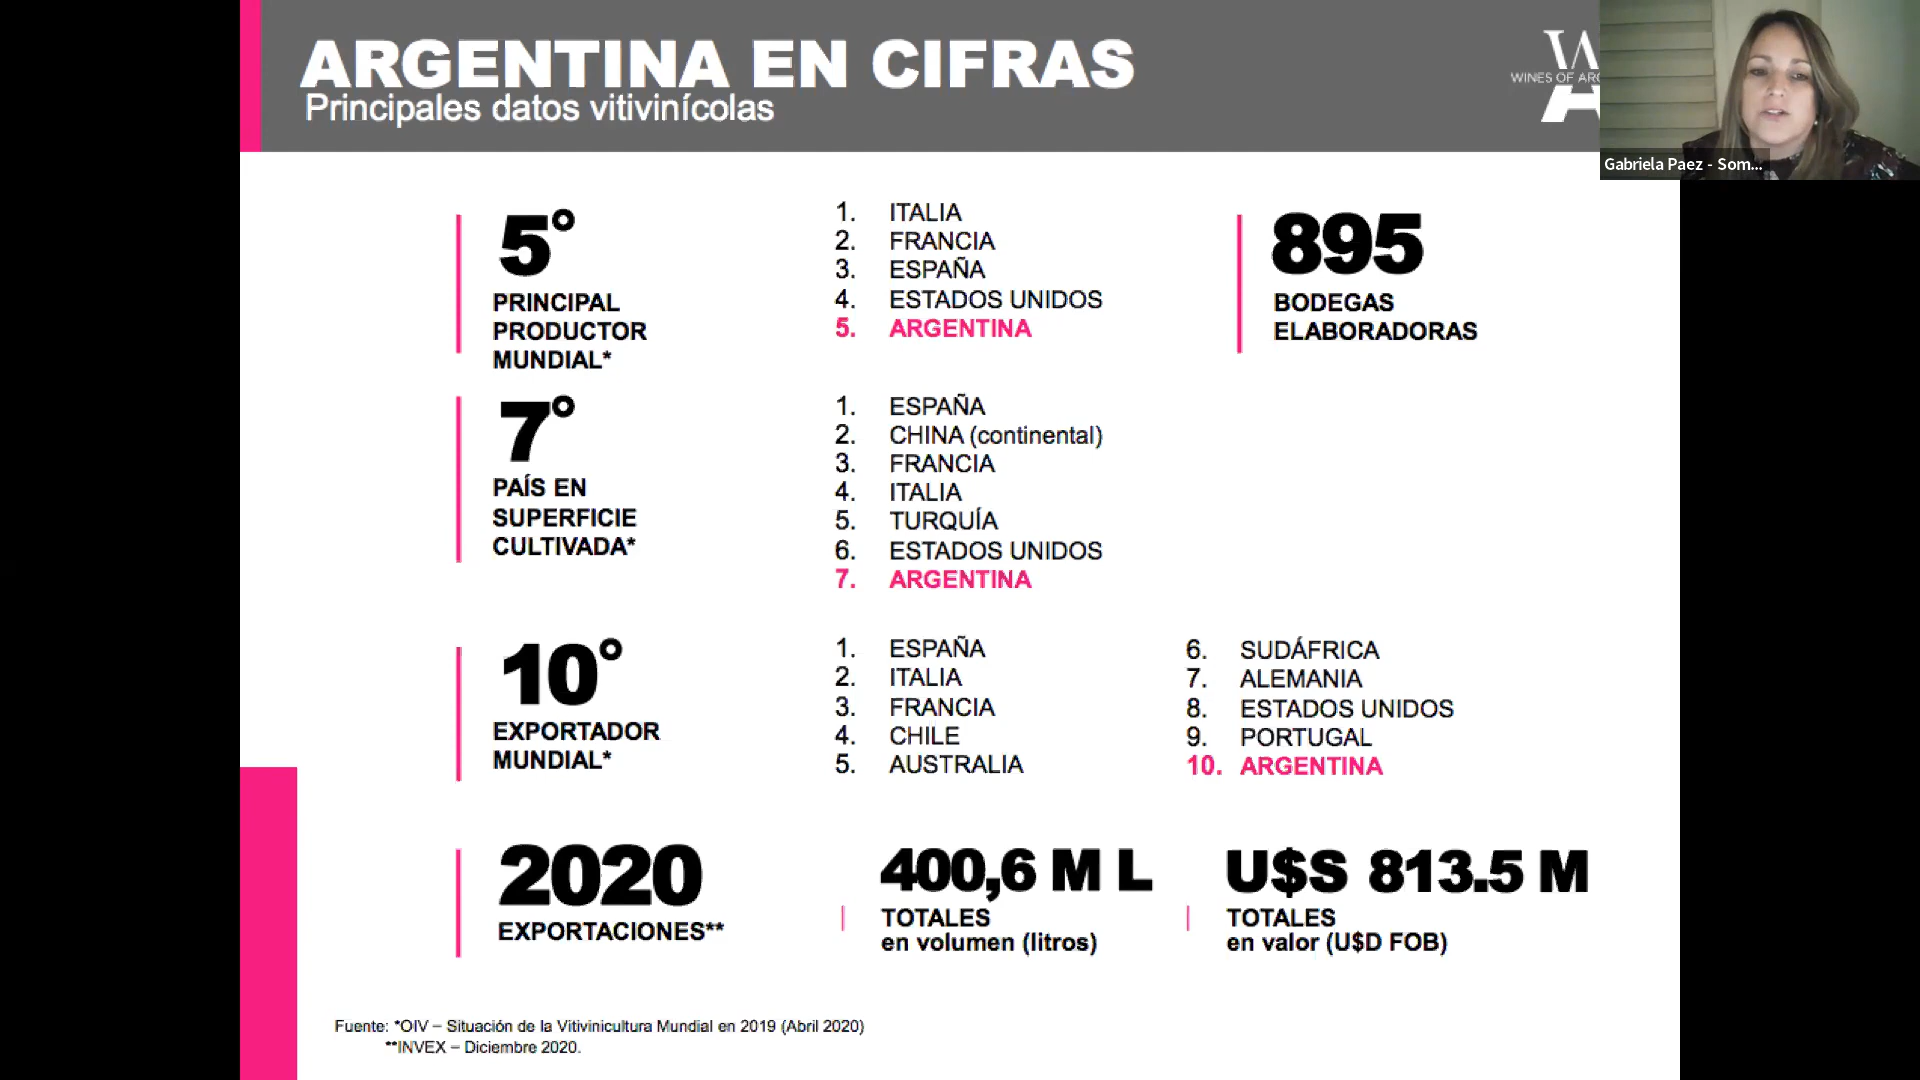 ARGENTINA EN CIFRAS
Principales datos vitivinícolas
WINES OF
Gabriela Paez - Som...
5°
PRINCIPAL
PRODUCTOR
MUNDIAL*
1. ITALIA
2. FRANCIA
3. ESPAÑA
4. ESTADOS UNIDOS
5. ARGENTINA
895
BODEGAS
ELABORADORAS
7°
PAÍS EN
SUPERFICIE
CULTIVADA*
1. ESPAÑA
2. CHINA (continental)
3. FRANCIA
4. ITALIA
5. TURQUÍA
6. ESTADOS UNIDOS
7. ARGENTINA
10°
EXPORTADOR
MUNDIAL*
1. ESPAÑA
2. ITALIA
3. FRANCIA
4. CHILE
5. AUSTRALIA
6. SUDÁFRICA
7. ALEMANIA
8. ESTADOS UNIDOS
9. PORTUGAL
10. ARGENTINA
2020
EXPORTACIONES**
400,6 M L
TOTALES
en volumen (litros)
U$S 813.5 M
TOTALES
en valor (U$D FOB)
Fuente: *OIV – Situación de la Vitivinicultura Mundial en 2019 (Abril 2020)
**INVEX – Diciembre 2020.